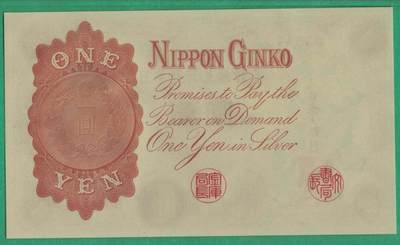 ONE
YEN
NIPPON GINKO
Promises to Pay the
Bearer on Demand
One Yen in Silver